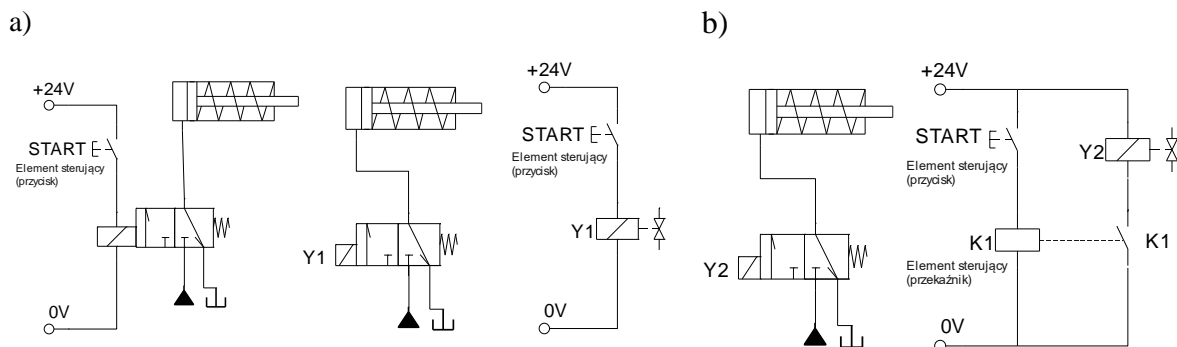 a)
+24V
START
Element sterujący
(przycisk)
0V
Y1
+24V
START
Element sterujący
(przycisk)
Y1
0V
b)
Y2
+24V
START
Element sterujący
(przycisk)
Y2
K1
K1
Element sterujący
(przekaźnik)
0V